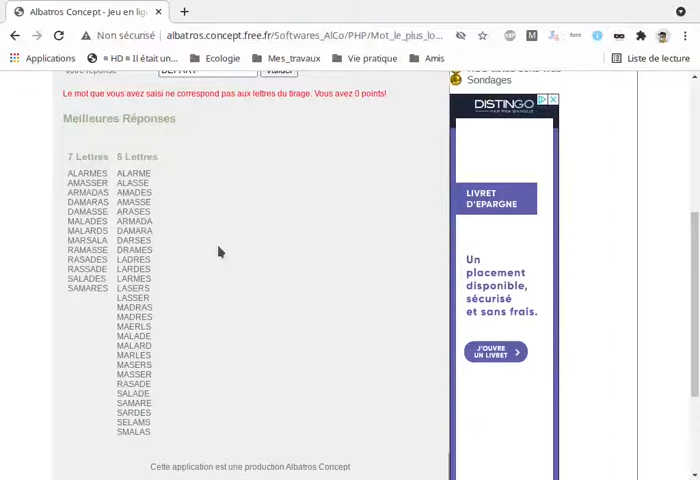 Albatros Concept - Jeu en lig
Non sécurisé
albatros.concept.free.fr/Softwares_AlCo/PHP/Mot_le_plus_lo...
Applications
≡ HD ≡ Il était un...
Ecologie
Mes_travaux
Vie pratique
Amis
Liste de lecture
Valider
Sondages
Le mot que vous avez saisi ne correspond pas aux lettres du tirage. Vous avez 0 points!
Meilleures Réponses
7 Lettres
ALARMES
AMASSER
ARMADAS
DAMARAS
DAMASSE
MALADES
MALARDS
MARSALA
RAMASSE
RASADES
RASSADE
SALADES
SAMARES
6 Lettres
ALARME
ALASSE
AMADES
AMASSE
ARASES
ARMADA
DAMARA
DARSES
DRAMES
LADRES
LARDES
LARMES
LASERS
LASSER
MADRAS
MADRES
MAERLS
MALADE
MALARD
MARLES
MASERS
MASSER
RASADE
SALADE
SAMARE
SARDES
SELAMS
SMALAS
Cette application est une production Albatros Concept
DISTINGO
PAR PSA BANQUE
LIVRET
D'EPARGNE
Un
placement
disponible,
sécurisé
et sans frais.
J'OUVRE
UN LIVRET